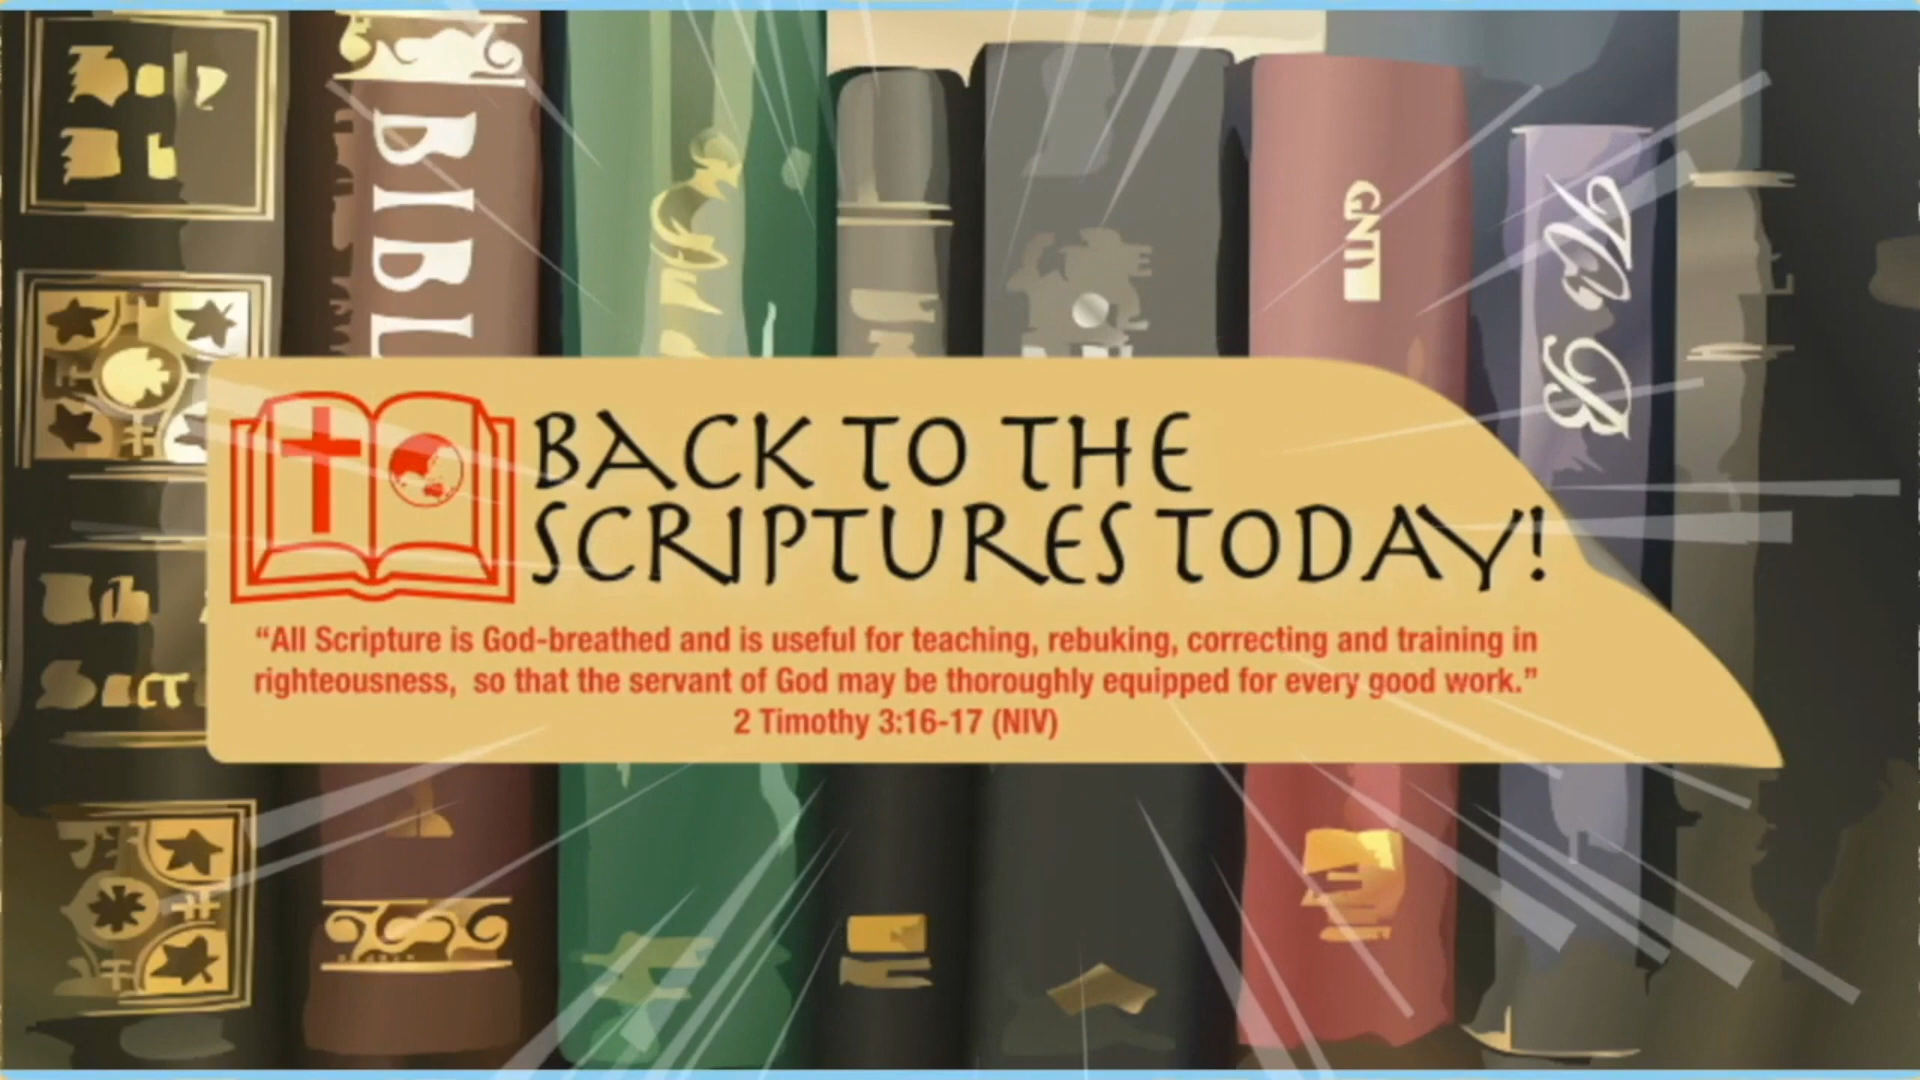 BIBL
GNT
BACK TO THE
SCRIPTURES TODAY!
“All Scripture is God-breathed and is useful for teaching, rebuking, correcting and training in
righteousness, so that the servant of God may be thoroughly equipped for every good work.”
2 Timothy 3:16-17 (NIV)